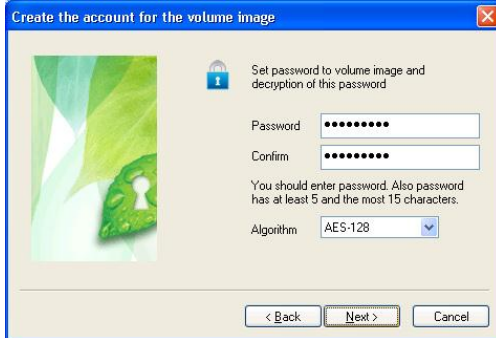 Create the account for the volume image
Set password to volume image and
decryption of this password
Password
Confirm
You should enter password. Also password
has at least 5 and the most 15 characters.
Algorithm AES-128
< Back Next > Cancel